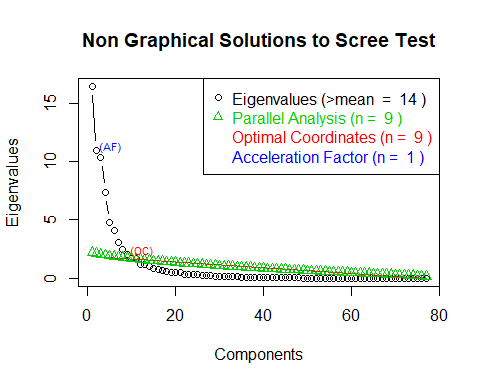 Non Graphical Solutions to Scree Test
Eigenvalues (>mean = 14 )
Parallel Analysis (n = 9 )
Optimal Coordinates (n = 9 )
Acceleration Factor (n = 1 )
(AF)
(OC)
Eigenvalues
15
10
5
0
0
20
40
60
80
Components